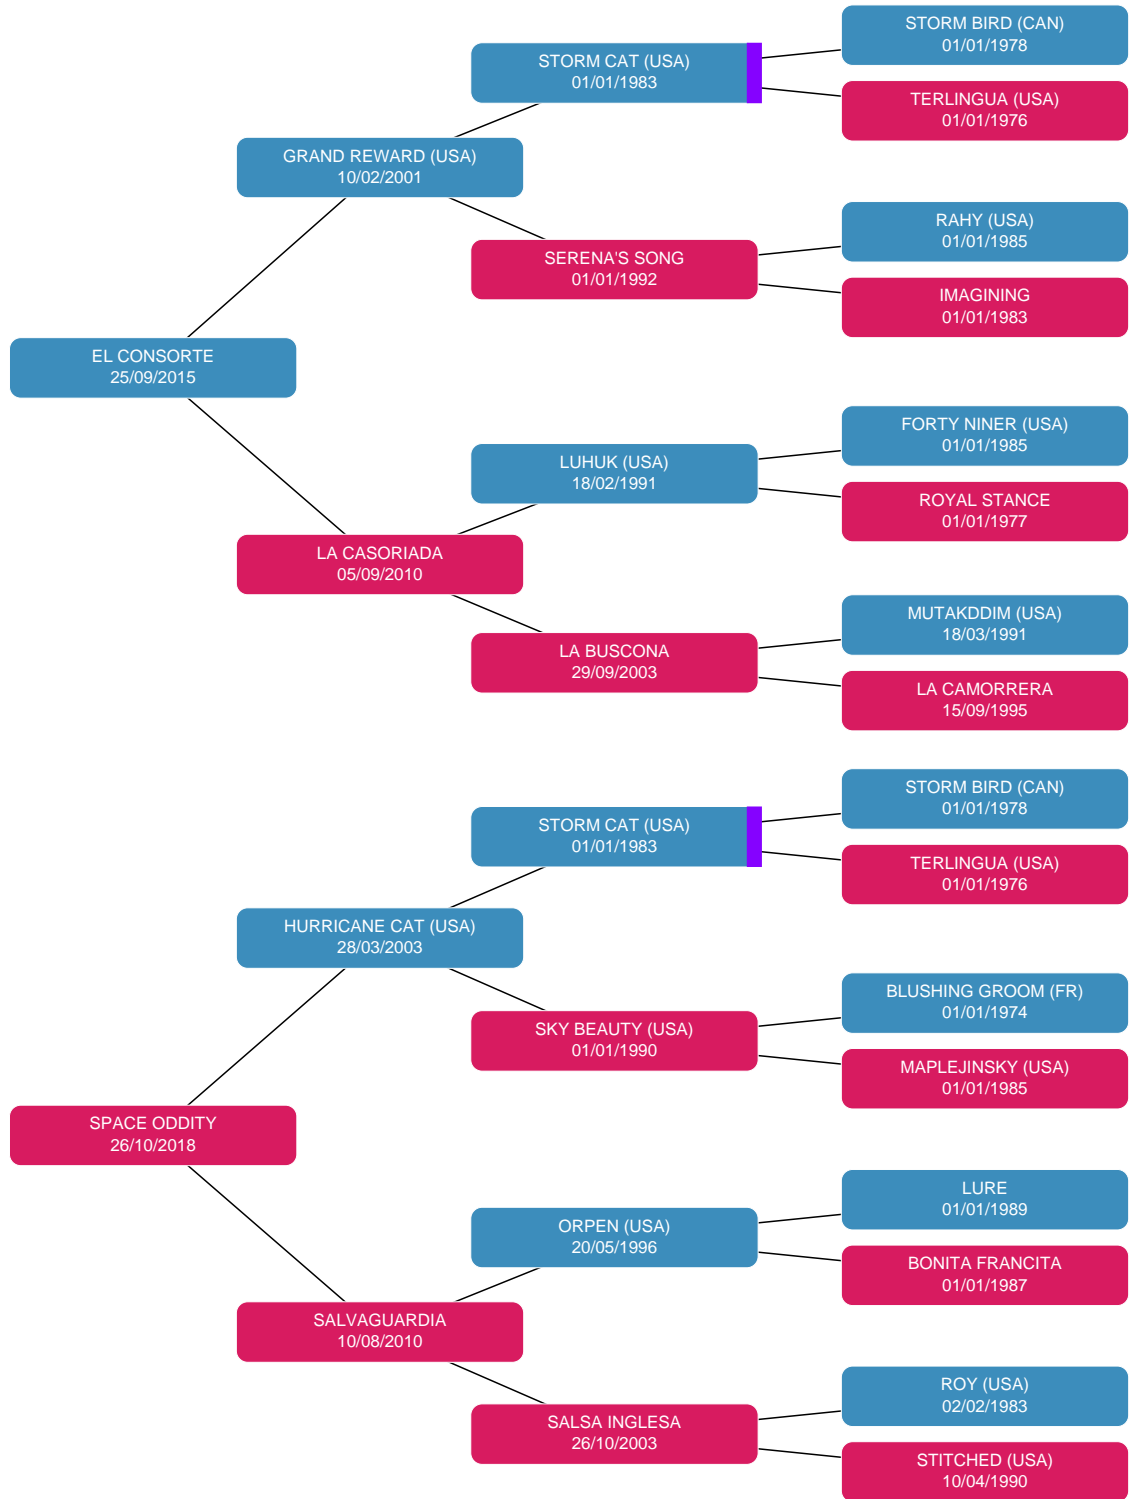 STORM BIRD (CAN)
01/01/1978
STORM CAT (USA)
01/01/1983
TERLINGUA (USA)
01/01/1976
GRAND REWARD (USA)
10/02/2001
RAHY (USA)
01/01/1985
SERENA'S SONG
01/01/1992
IMAGINING
01/01/1983
EL CONSORTE
25/09/2015
FORTY NINER (USA)
01/01/1985
LUHUK (USA)
18/02/1991
ROYAL STANCE
01/01/1977
LA CASORIADA
05/09/2010
MUTAKDDIM (USA)
18/03/1991
LA BUSCONA
29/09/2003
LA CAMORRERA
15/09/1995
STORM BIRD (CAN)
01/01/1978
STORM CAT (USA)
01/01/1983
TERLINGUA (USA)
01/01/1976
HURRICANE CAT (USA)
28/03/2003
BLUSHING GROOM (FR)
01/01/1974
SKY BEAUTY (USA)
01/01/1990
MAPLEJINSKY (USA)
01/01/1985
SPACE ODDITY
26/10/2018
LURE
01/01/1989
ORPEN (USA)
20/05/1996
BONITA FRANCITA
01/01/1987
SALVAGUARDIA
10/08/2010
ROY (USA)
02/02/1983
SALSA INGLESA
26/10/2003
STITCHED (USA)
10/04/1990